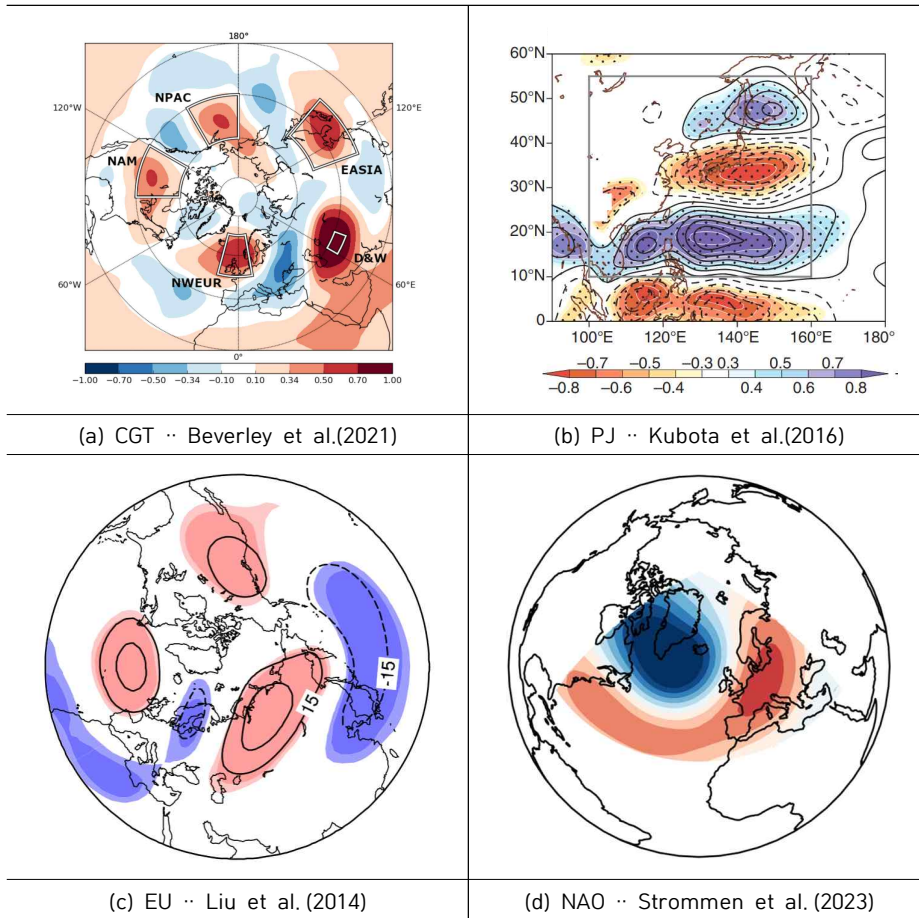 180°
120°W
NPAC
120°E
NAM
EASIA
D&W
NWEUR
60°W
60°E
0°
−1.00 −0.70 −0.50 −0.34 −0.10 0.10 0.34 0.50 0.70 1.00
60°N
50°N
40°N
30°N
20°N
10°N
0
100°E 120°E 140°E 160°E 180°
−0.7 −0.5 −0.3 0.3 0.5 0.7
−0.8 −0.6 −0.4 0.4 0.6 0.8
(a) CGT ·· Beverley et al.(2021)
(b) PJ ·· Kubota et al.(2016)
15
-15
(c) EU ·· Liu et al. (2014)
(d) NAO ·· Strommen et al. (2023)